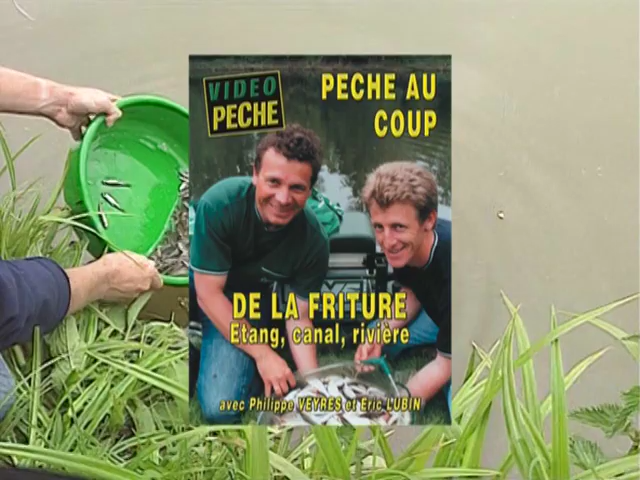 VIDEO
PECHE
PECHE AU
COUP
DE LA FRITURE
Etang, canal, rivière
avec Philippe VEYRES et Eric LUBIN